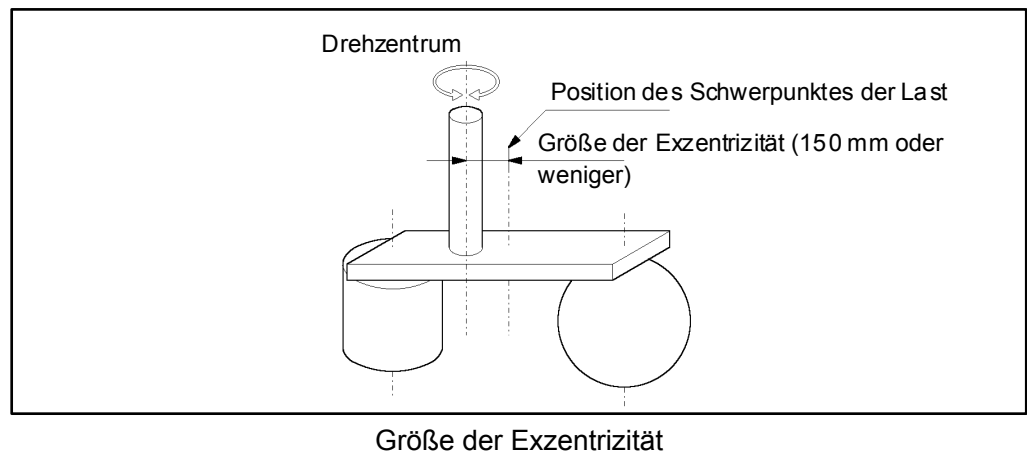 Drehzentrum
Position des Schwerpunktes der Last
Größe der Exzentrizität (150 mm oder
weniger)
Größe der Exzentrizität